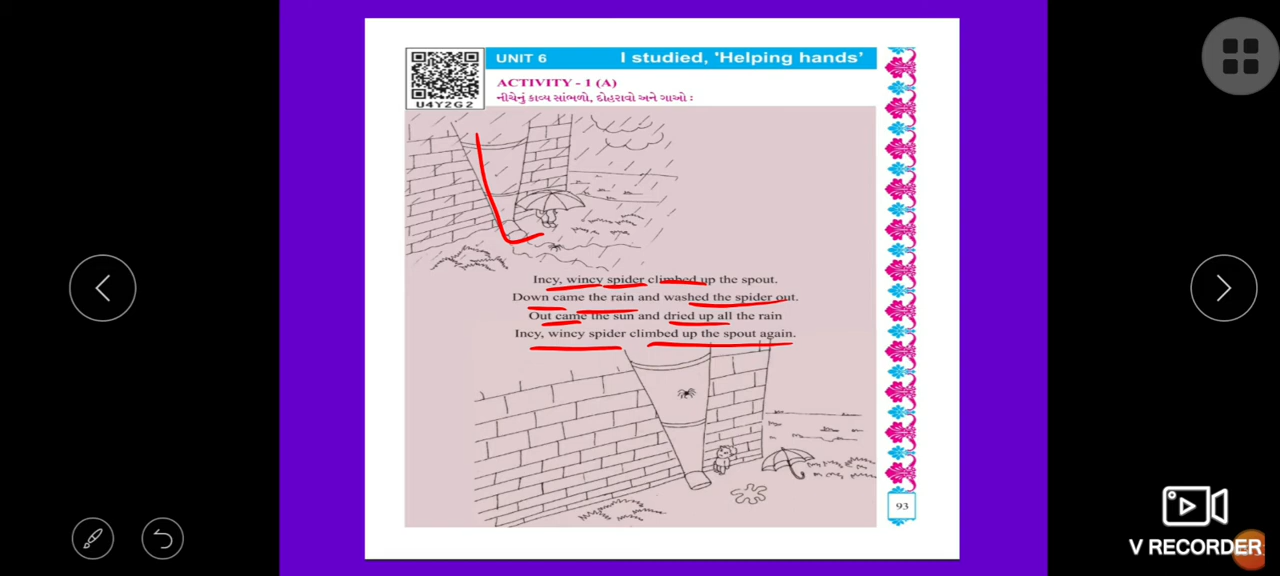 UNIT 6 I studied, 'Helping hands'
U4Y2G2
ACTIVITY - 1 (A)
નીચેનું કાવ્ય સાંભળો, દોહરાવો અને ગાઓ :
Incy, wincy spider climbed up the spout.
Down came the rain and washed the spider out.
Out came the sun and dried up all the rain
Incy, wincy spider climbed up the spout again.
93
V RECORDER